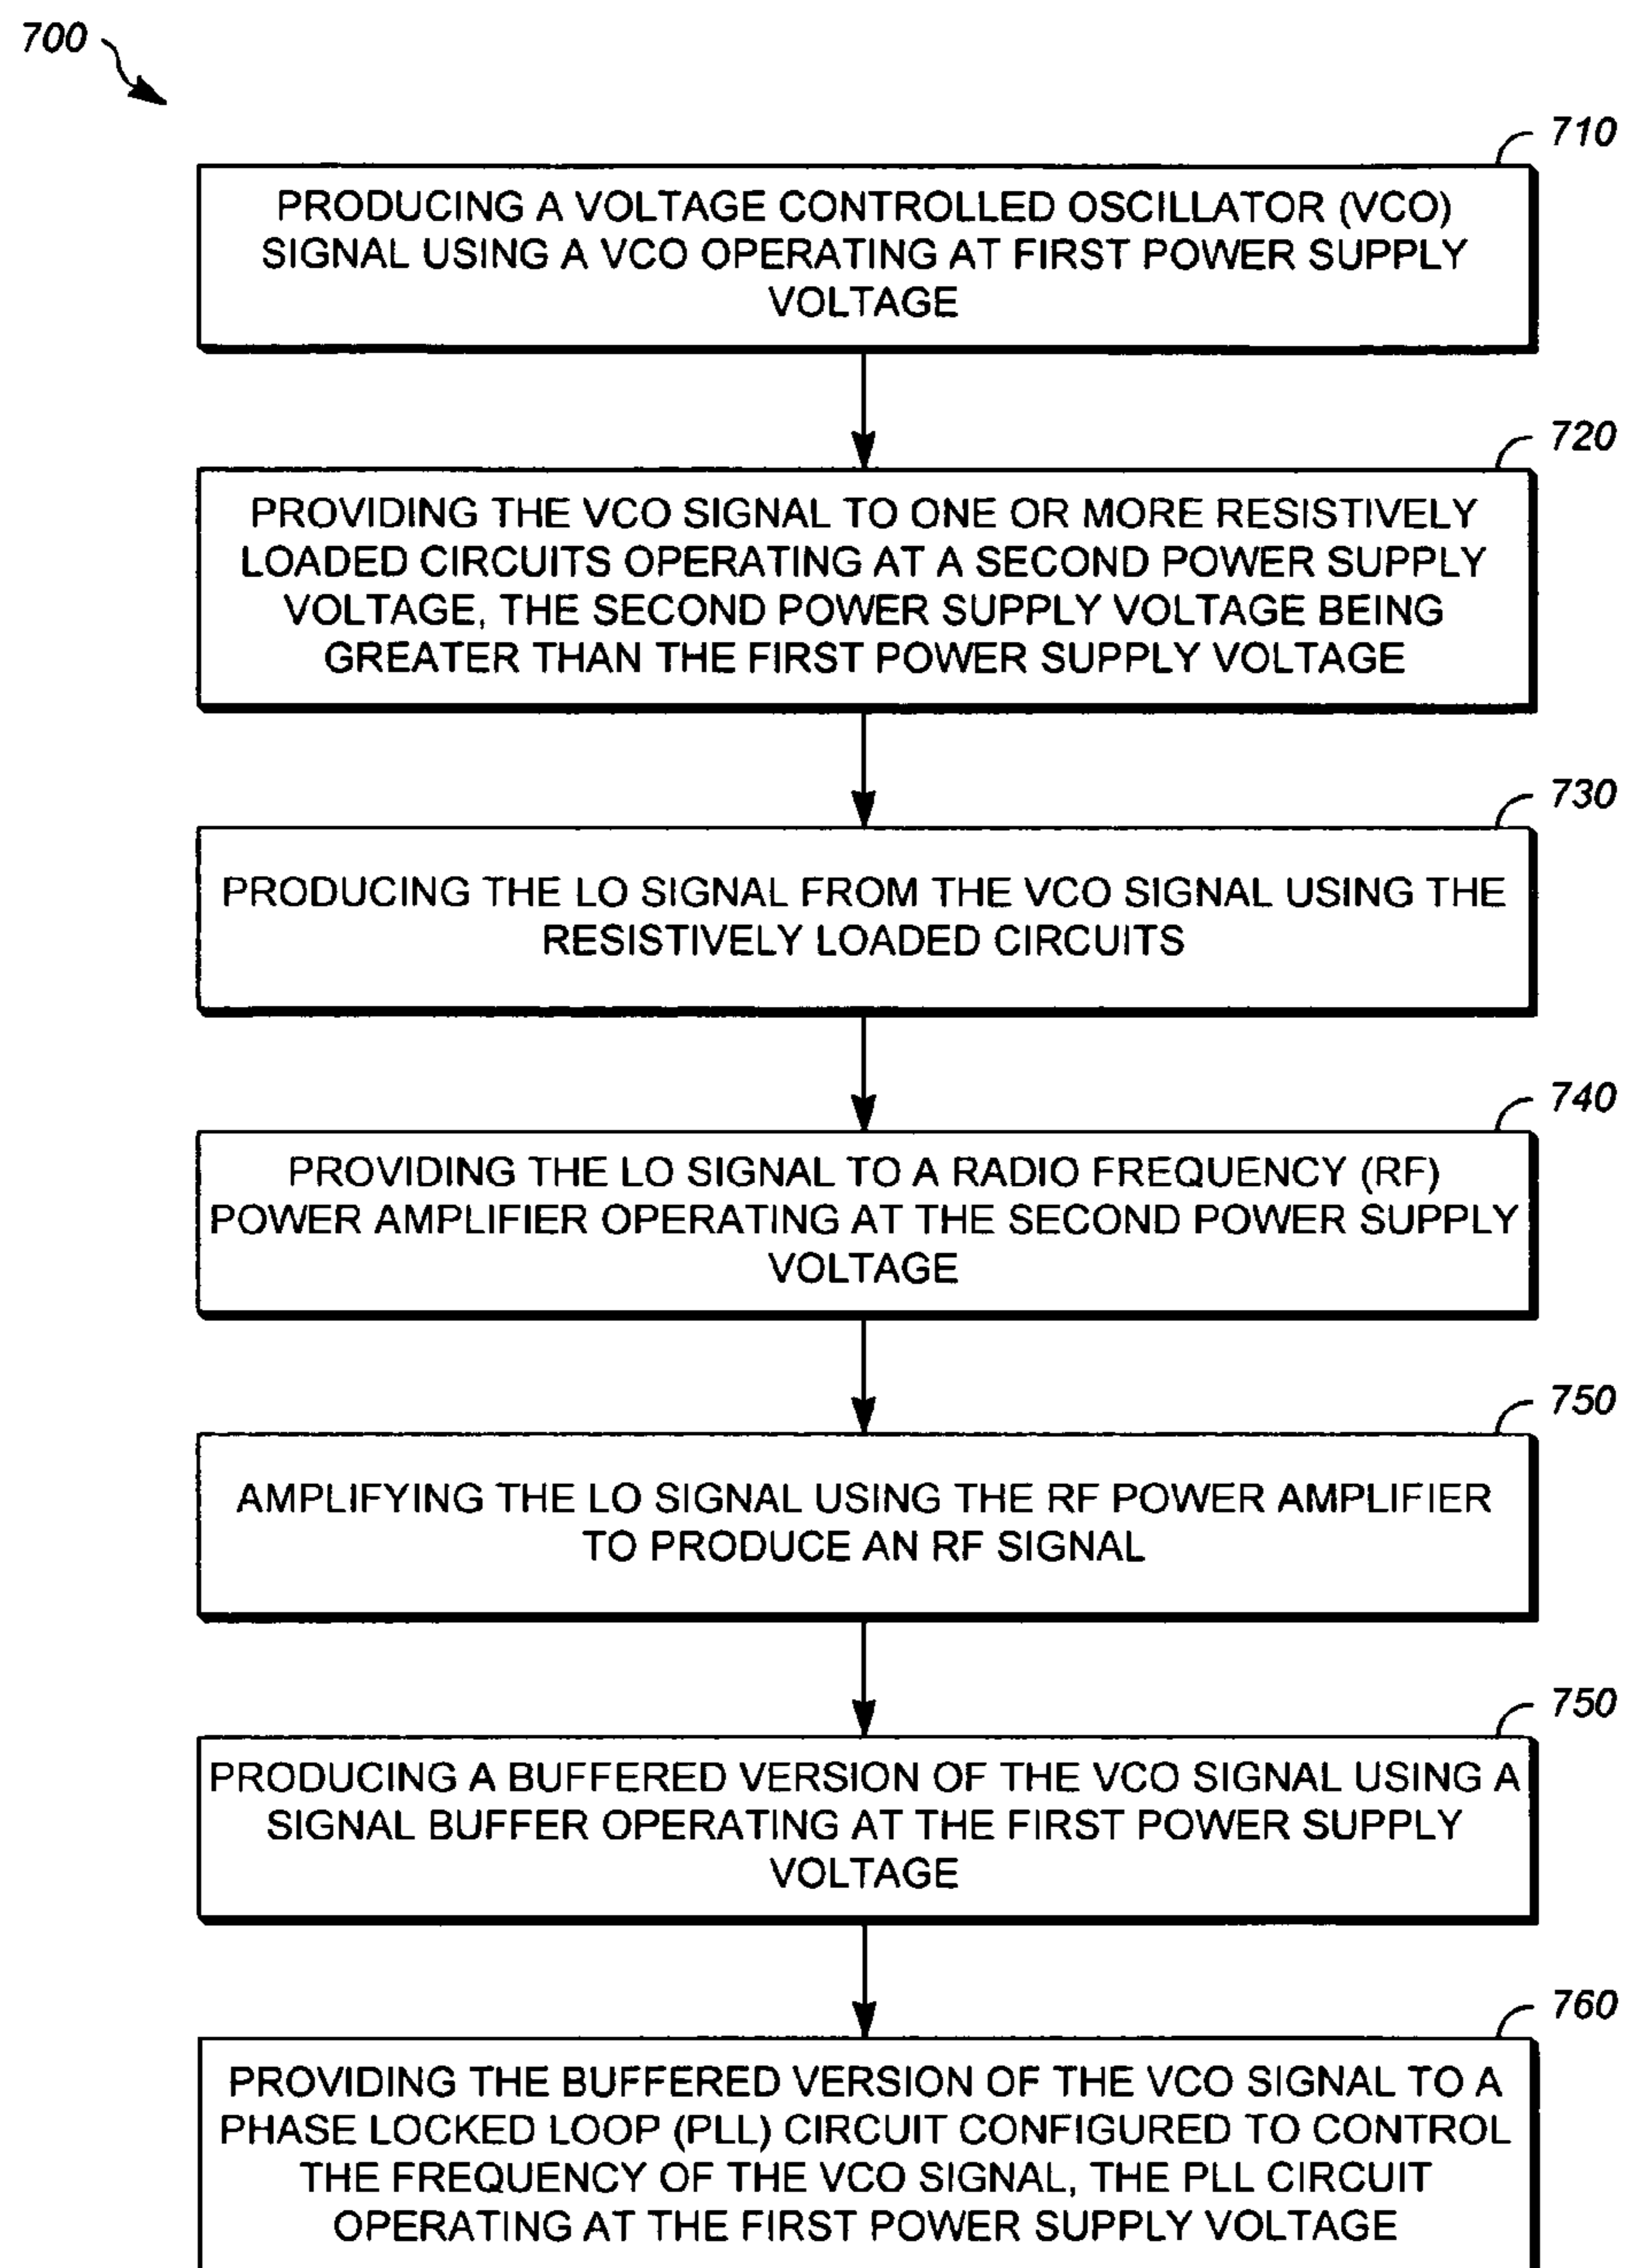 700
710
PRODUCING A VOLTAGE CONTROLLED OSCILLATOR (VCO)
SIGNAL USING A VCO OPERATING AT FIRST POWER SUPPLY
VOLTAGE
720
PROVIDING THE VCO SIGNAL TO ONE OR MORE RESISTIVELY
LOADED CIRCUITS OPERATING AT A SECOND POWER SUPPLY
VOLTAGE, THE SECOND POWER SUPPLY VOLTAGE BEING
GREATER THAN THE FIRST POWER SUPPLY VOLTAGE
730
PRODUCING THE LO SIGNAL FROM THE VCO SIGNAL USING THE
RESISTIVELY LOADED CIRCUITS
740
PROVIDING THE LO SIGNAL TO A RADIO FREQUENCY (RF)
POWER AMPLIFIER OPERATING AT THE SECOND POWER SUPPLY
VOLTAGE
750
AMPLIFYING THE LO SIGNAL USING THE RF POWER AMPLIFIER
TO PRODUCE AN RF SIGNAL
750
PRODUCING A BUFFERED VERSION OF THE VCO SIGNAL USING A
SIGNAL BUFFER OPERATING AT THE FIRST POWER SUPPLY
VOLTAGE
760
PROVIDING THE BUFFERED VERSION OF THE VCO SIGNAL TO A
PHASE LOCKED LOOP (PLL) CIRCUIT CONFIGURED TO CONTROL
THE FREQUENCY OF THE VCO SIGNAL, THE PLL CIRCUIT
OPERATING AT THE FIRST POWER SUPPLY VOLTAGE